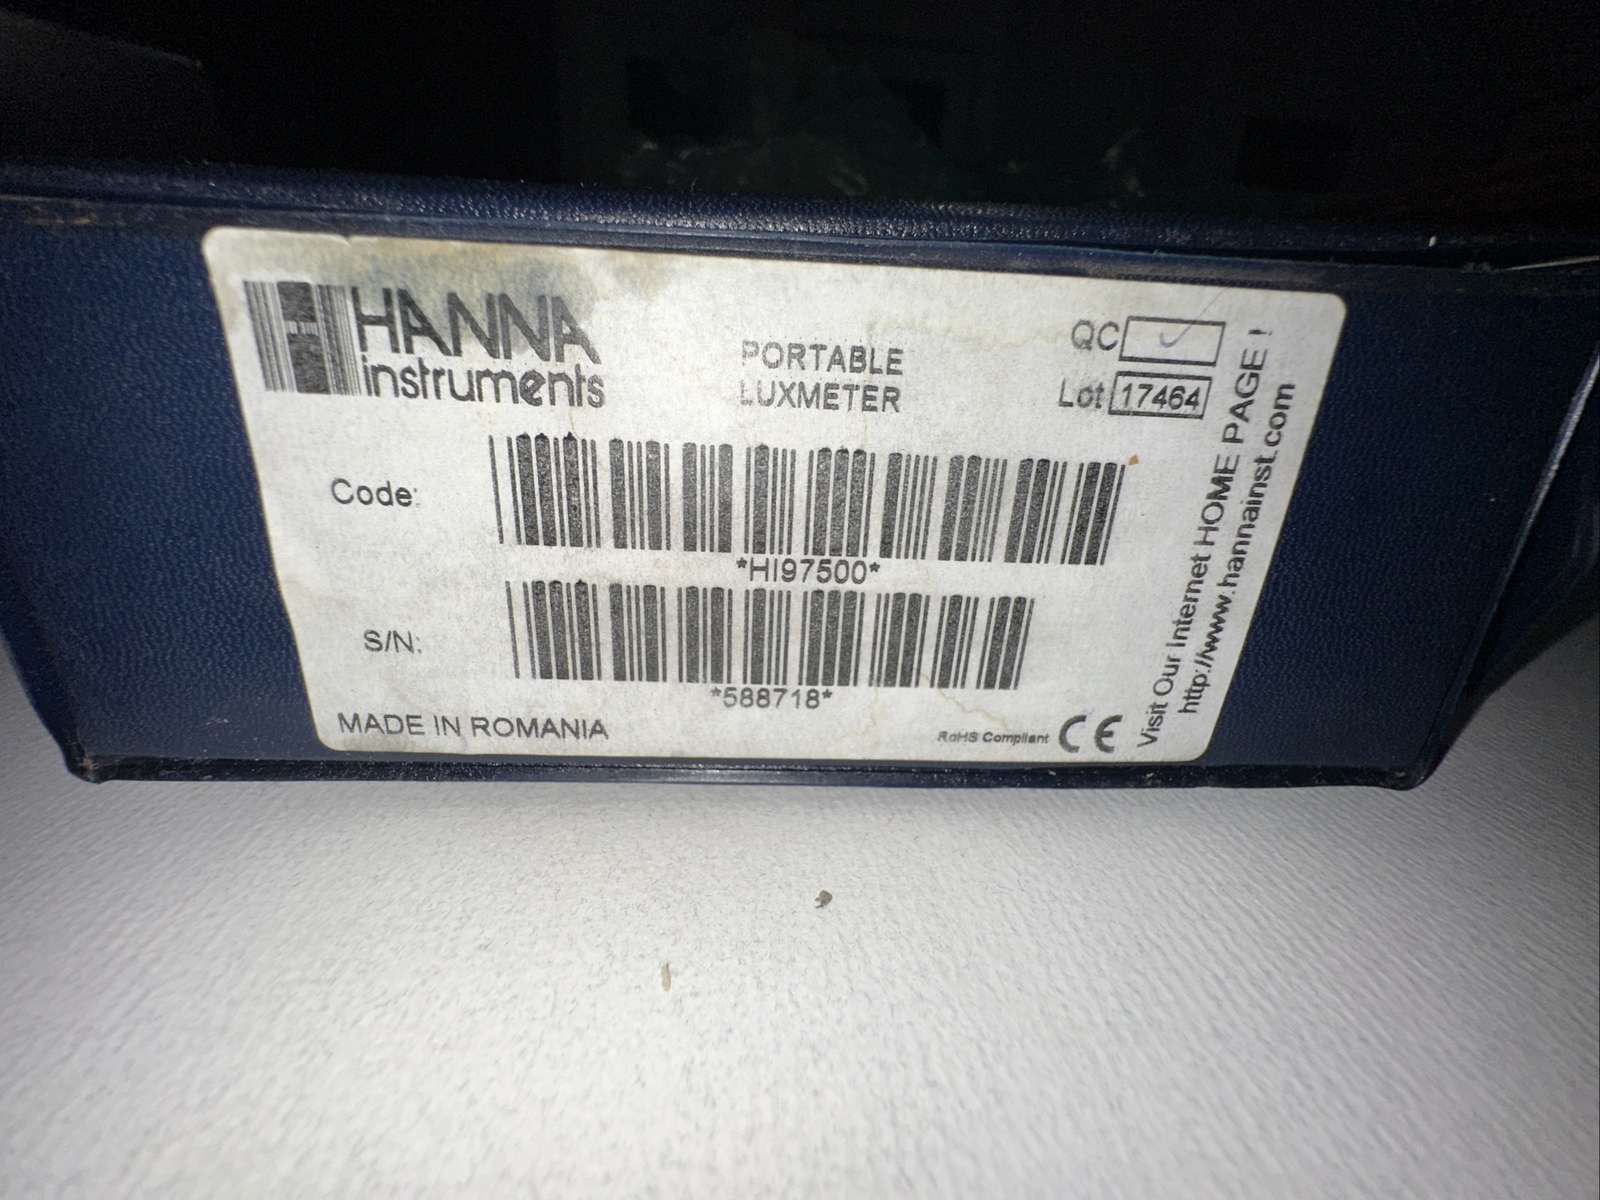 HANNA
instruments
PORTABLE
LUXMETER
QC
Lot 17464
Code:
*HI97500*
S/N:
*588718*
MADE IN ROMANIA
RoHS Compliant CE
Visit Our Internet HOME PAGE !
http://www.hannainst.com